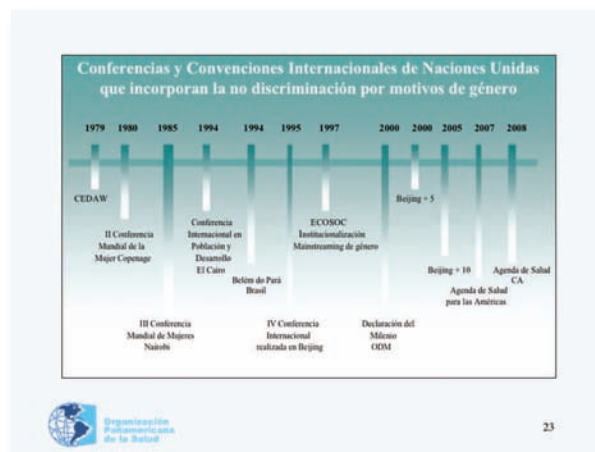 Conferencias y Convenciones Internacionales de Naciones Unidas
que incorporan la no discriminación por motivos de género
1979 1980 1985 1994 1994 1995 1997 2000 2000 2005 2007 2008
CEDAW
II Conferencia
Mundial de la
Mujer Copenage
III Conferencia
Mundial de Mujeres
Nairobi
Conferencia
Internacional en
Población y
Desarrollo
El Cairo
Belém do Pará
Brasil
IV Conferencia
Internacional
realizada en Beijing
ECOSOC
Institucionalización
Mainstreaming de género
Declaración del
Milenio
ODM
Beijing + 5
Beijing + 10
Agenda de Salud
para las Américas
Agenda de Salud
CA
Organización
Panamericana
de la Salud
23